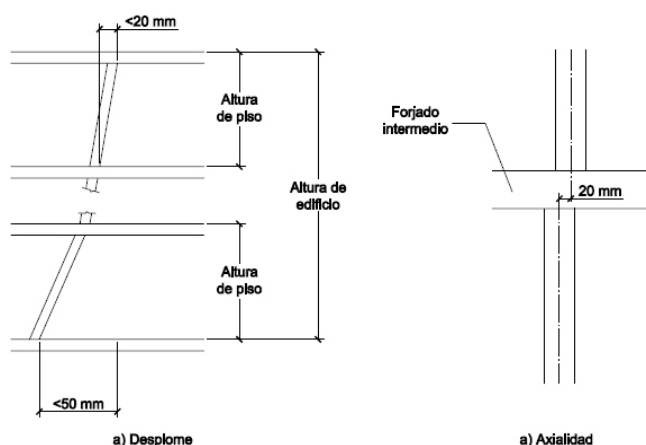 <20 mm
Altura
de piso
Altura de
edificio
Altura
de piso
<50 mm
a) Desplome
Forjado
intermedio
20 mm
a) Axialidad